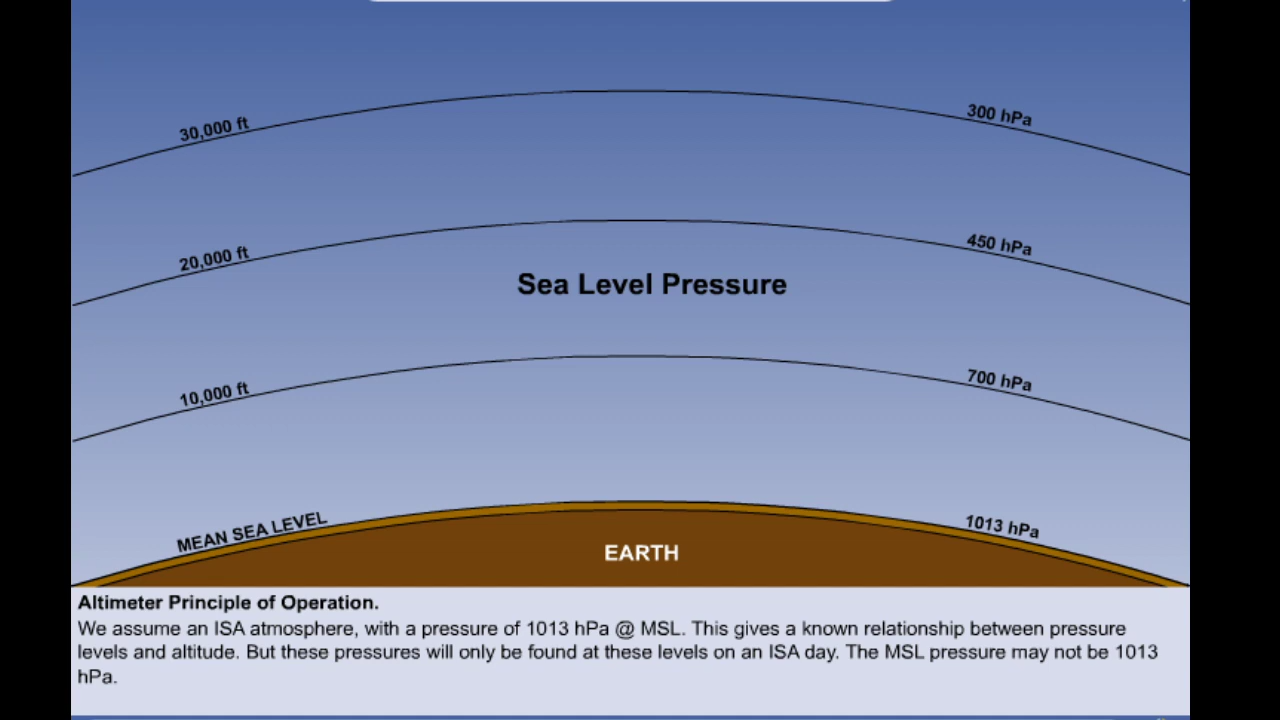 30,000 ft
300 hPa
20,000 ft
450 hPa
Sea Level Pressure
10,000 ft
700 hPa
MEAN SEA LEVEL
1013 hPa
EARTH
Altimeter Principle of Operation.
We assume an ISA atmosphere, with a pressure of 1013 hPa @ MSL. This gives a known relationship between pressure
levels and altitude. But these pressures will only be found at these levels on an ISA day. The MSL pressure may not be 1013
hPa.